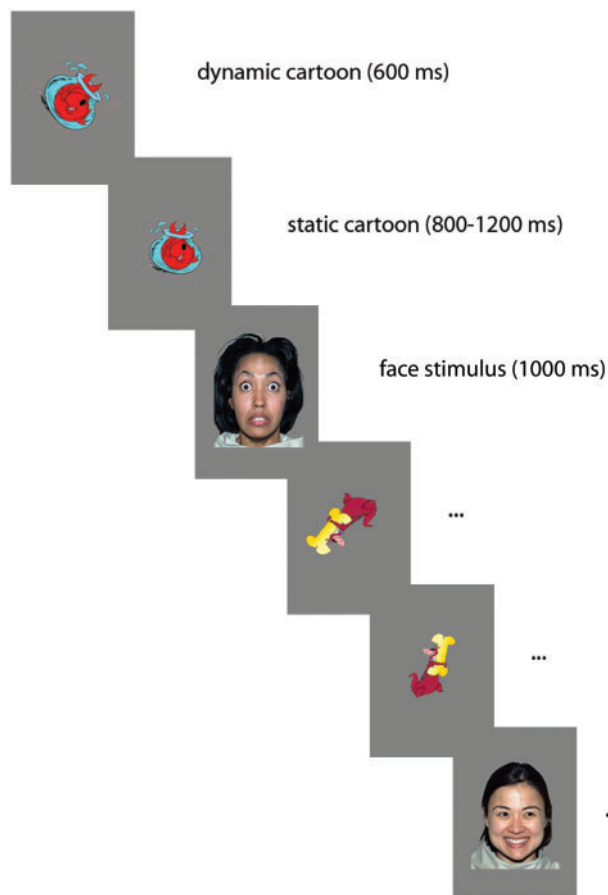 dynamic cartoon (600 ms)
static cartoon (800-1200 ms)
face stimulus (1000 ms)
...
...